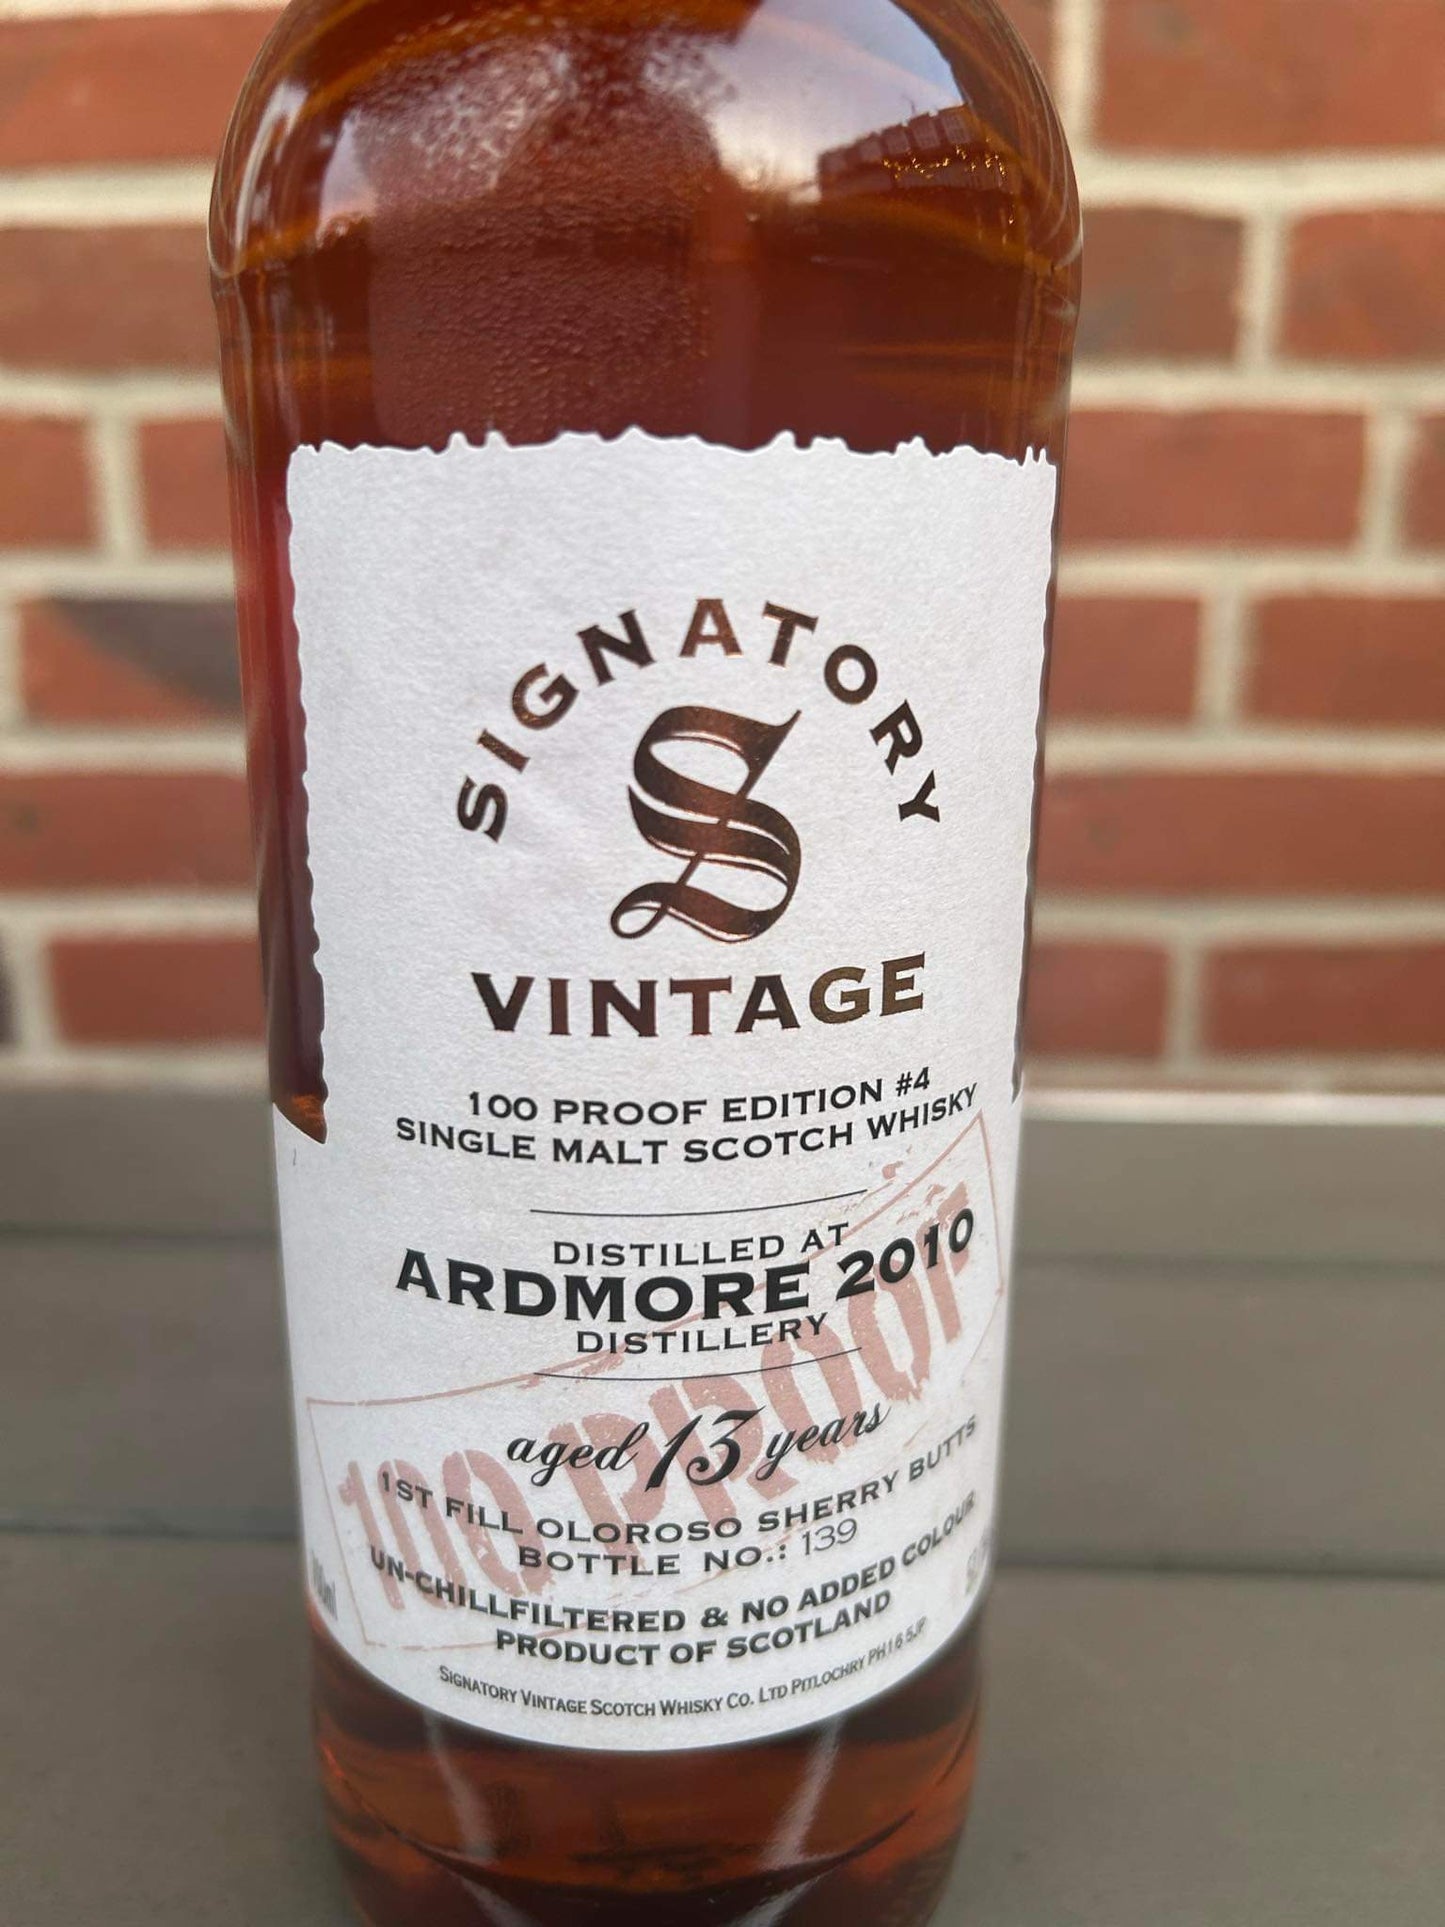 SIGNATORY
S
VINTAGE
100 PROOF EDITION #4
SINGLE MALT SCOTCH WHISKY
DISTILLED AT
ARDMORE 2010
DISTILLERY
100 PROOF
aged 13 years
1ST FILL OLOROSO SHERRY BUTTS
BOTTLE NO.: 139
UN-CHILLFILTERED & NO ADDED COLOUR
PRODUCT OF SCOTLAND
SIGNATORY VINTAGE SCOTCH WHISKY CO. LTD PITLOCHRY PH16 5JP